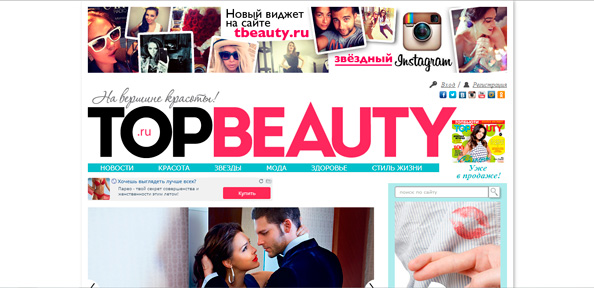 Новый виджет
на сайте
tbeauty.ru
звёздный Instagram
Вход / Регистрация
На вершине красоты!
TOPBEAUTY
.ru
TOPBEAUTY
Уже
в продаже!
НОВОСТИ КРАСОТА ЗВЕЗДЫ МОДА ЗДОРОВЬЕ СТИЛЬ ЖИЗНИ
Хочешь выглядеть лучше всех!
Парео - твой секрет совершенства и
женственности этим летом!
Купить
поиск по сайту